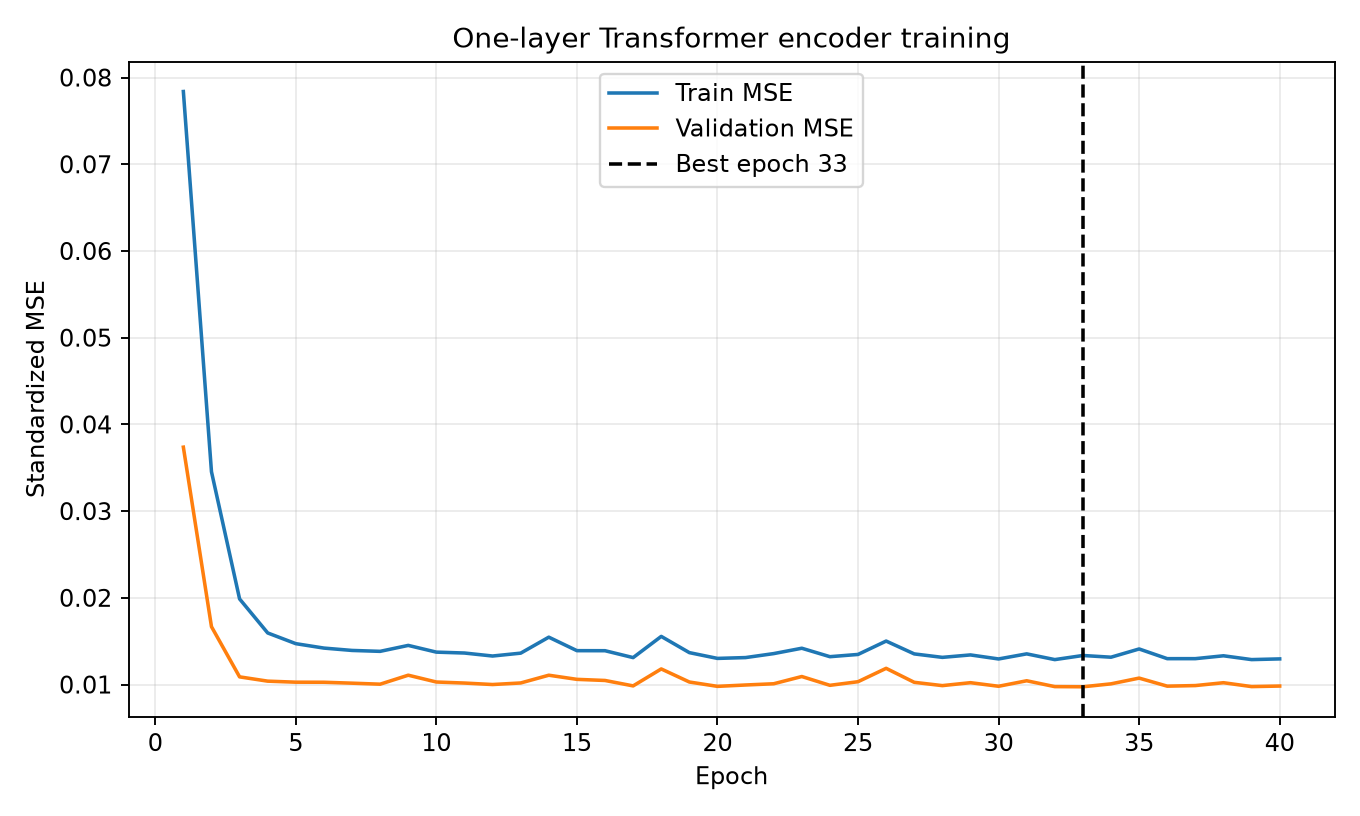 One-layer Transformer encoder training
Train MSE
Validation MSE
Best epoch 33
Standardized MSE
0.08
0.07
0.06
0.05
0.04
0.03
0.02
0.01
0 5 10 15 20 25 30 35 40
Epoch